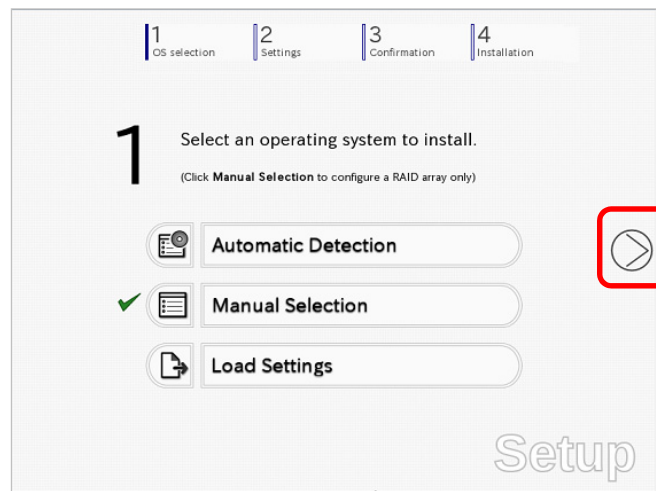 1 2 3 4
OS selection Settings Confirmation Installation
1
Select an operating system to install.
(Click Manual Selection to configure a RAID array only)
Automatic Detection
Manual Selection
Load Settings
Setup